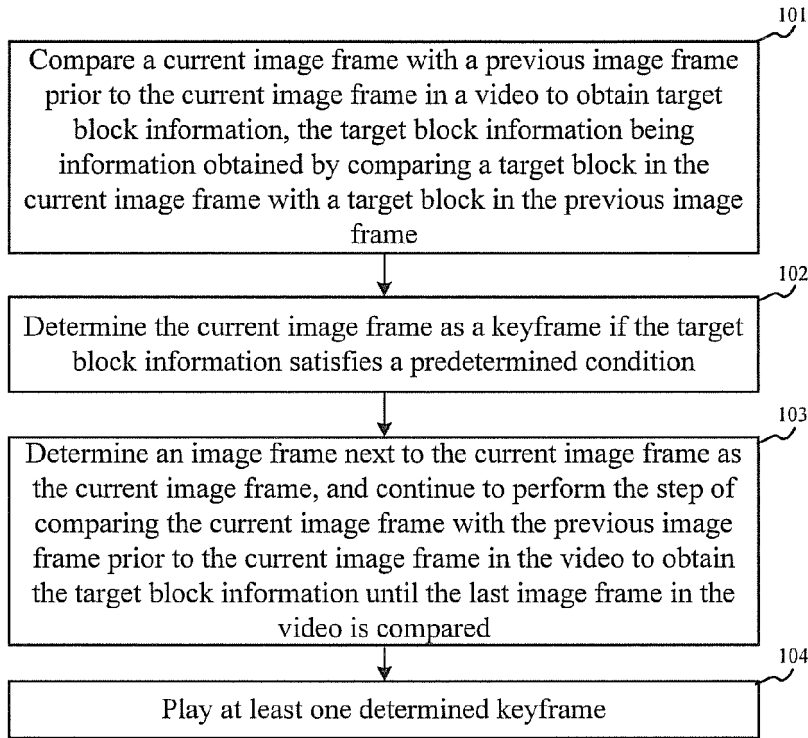 101
Compare a current image frame with a previous image frame
prior to the current image frame in a video to obtain target
block information, the target block information being
information obtained by comparing a target block in the
current image frame with a target block in the previous image
frame
102
Determine the current image frame as a keyframe if the target
block information satisfies a predetermined condition
103
Determine an image frame next to the current image frame as
the current image frame, and continue to perform the step of
comparing the current image frame with the previous image
frame prior to the current image frame in the video to obtain
the target block information until the last image frame in the
video is compared
104
Play at least one determined keyframe